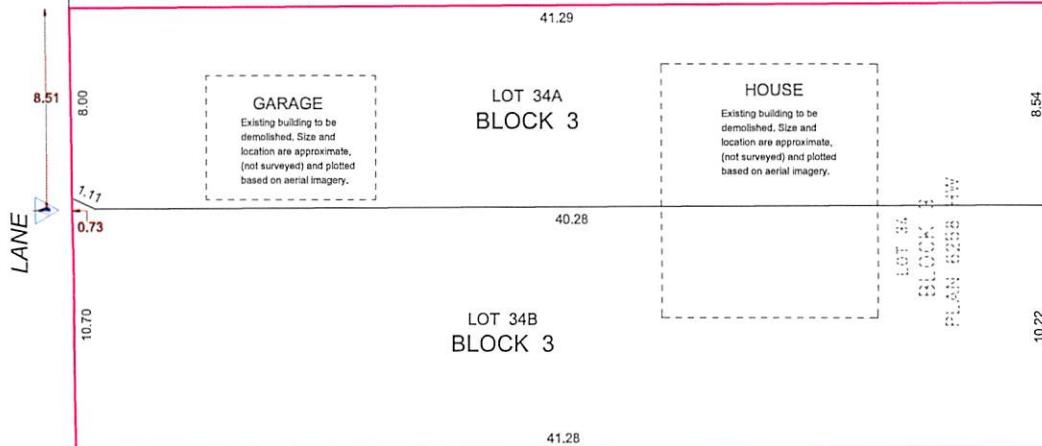 41.29
8.51
8.00
GARAGE
Existing building to be
demolished. Size and
location are approximate,
(not surveyed) and plotted
based on aerial imagery.
LOT 34A
BLOCK 3
HOUSE
Existing building to be
demolished. Size and
location are approximate,
(not surveyed) and plotted
based on aerial imagery.
8.54
1.11
0.73
LANE
40.28
LOT 34
BLOCK 3
PLAN 6258 HW
10.70
LOT 34B
BLOCK 3
10.22
41.28